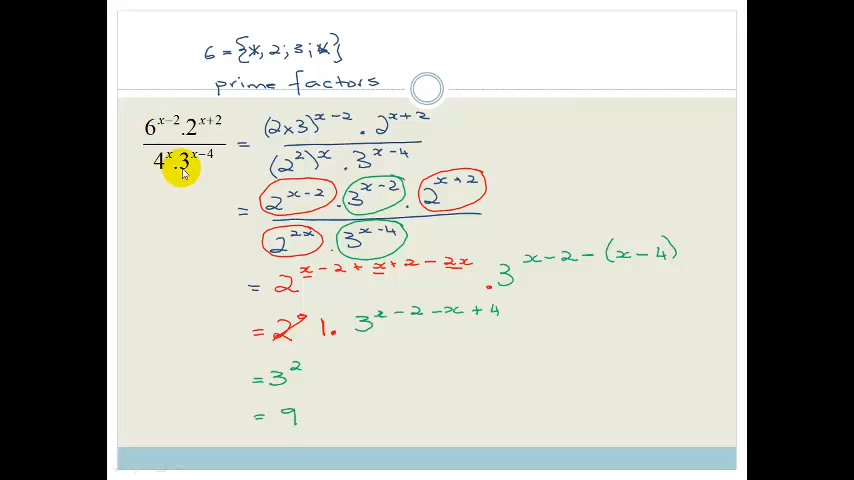 6 = {1, 2; 3; 6}
prime factors
6^{x-2}.2^{x+2} / 4^{x}.3^{x-4} = (2×3)^{x-2} . 2^{x+2} / (2^{2})^{x} . 3^{x-4}
= 2^{x-2} . 3^{x-2} . 2^{x+2} / 2^{2x} . 3^{x-4}
= 2^{x-2+x+2-2x} . 3^{x-2-(x-4)}
= 2^{0} 1. 3^{x-2-x+4}
= 3^{2}
= 9